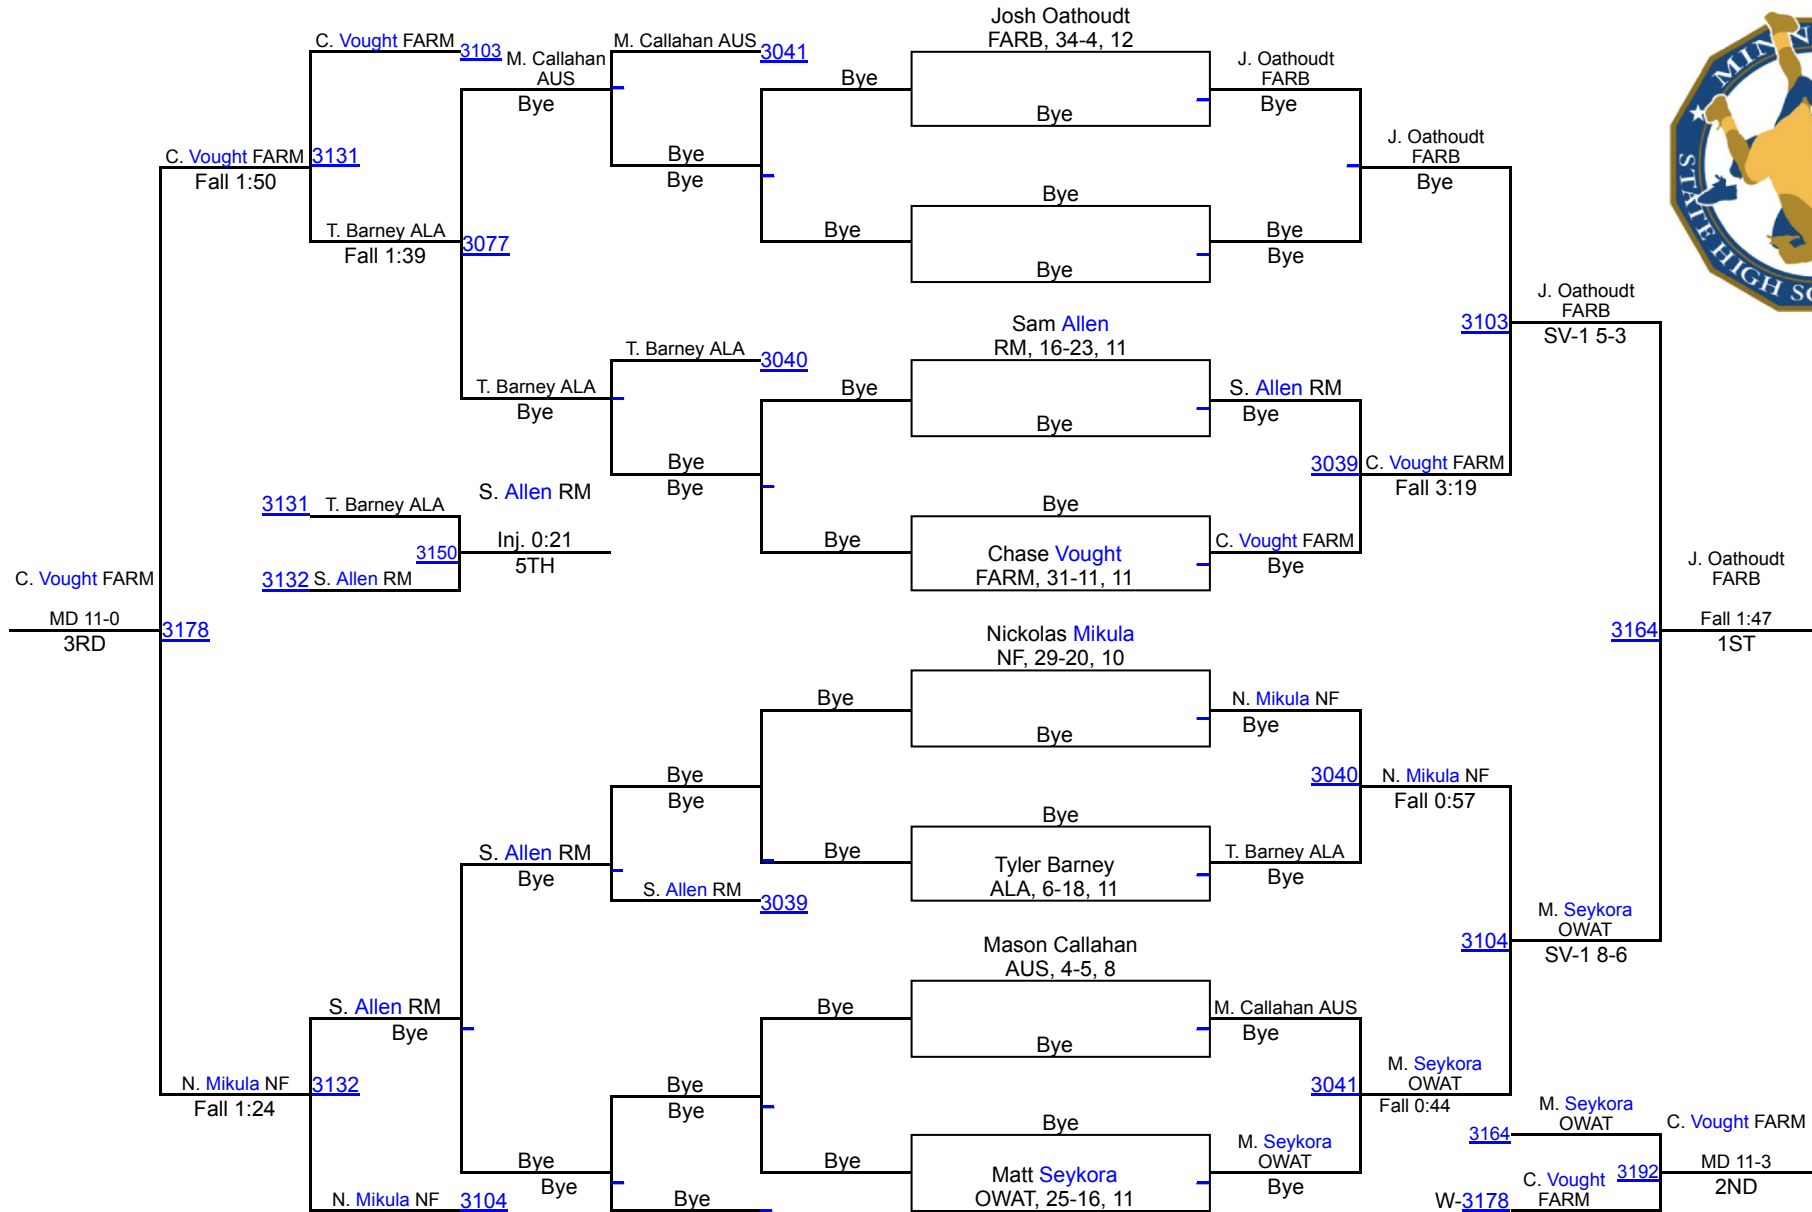 Josh Oathoudt
FARB, 34-4, 12
C. Vought FARM
3103
M. Callahan
AUS
Bye
M. Callahan AUS
3041
Bye
Bye
J. Oathoudt
FARB
Bye
J. Oathoudt
FARB
Bye
C. Vought FARM
3131
Fall 1:50
Bye
Bye
T. Barney ALA
3077
Fall 1:39
Bye
Bye
Bye
Bye
Bye
J. Oathoudt
FARB
SV-1 5-3
3103
Sam Allen
RM, 16-23, 11
T. Barney ALA
3040
T. Barney ALA
Bye
Bye
Bye
S. Allen RM
Bye
Bye
Bye
3039
C. Vought FARM
Fall 3:19
S. Allen RM
3131
T. Barney ALA
Inj. 0:21
5TH
3150
3132
S. Allen RM
Bye
Bye
Chase Vought
FARM, 31-11, 11
C. Vought FARM
Bye
C. Vought FARM
MD 11-0
3RD
3178
J. Oathoudt
FARB
Fall 1:47
1ST
3164
Nickolas Mikula
NF, 29-20, 10
Bye
Bye
N. Mikula NF
Bye
Bye
Bye
3040
N. Mikula NF
Fall 0:57
Bye
S. Allen RM
Bye
Bye
Tyler Barney
ALA, 6-18, 11
T. Barney ALA
Bye
S. Allen RM
3039
M. Seykora
OWAT
SV-1 8-6
3104
Mason Callahan
AUS, 4-5, 8
S. Allen RM
Bye
Bye
Bye
M. Callahan AUS
Bye
N. Mikula NF
3132
Fall 1:24
Bye
Bye
3041
M. Seykora
OWAT
Fall 0:44
Bye
Bye
Bye
Bye
Matt Seykora
OWAT, 25-16, 11
M. Seykora
OWAT
Bye
N. Mikula NF
3104
Bye
M. Seykora
OWAT
3164
C. Vought FARM
MD 11-3
2ND
3192
C. Vought
FARM
W-3178
STATE HIGH